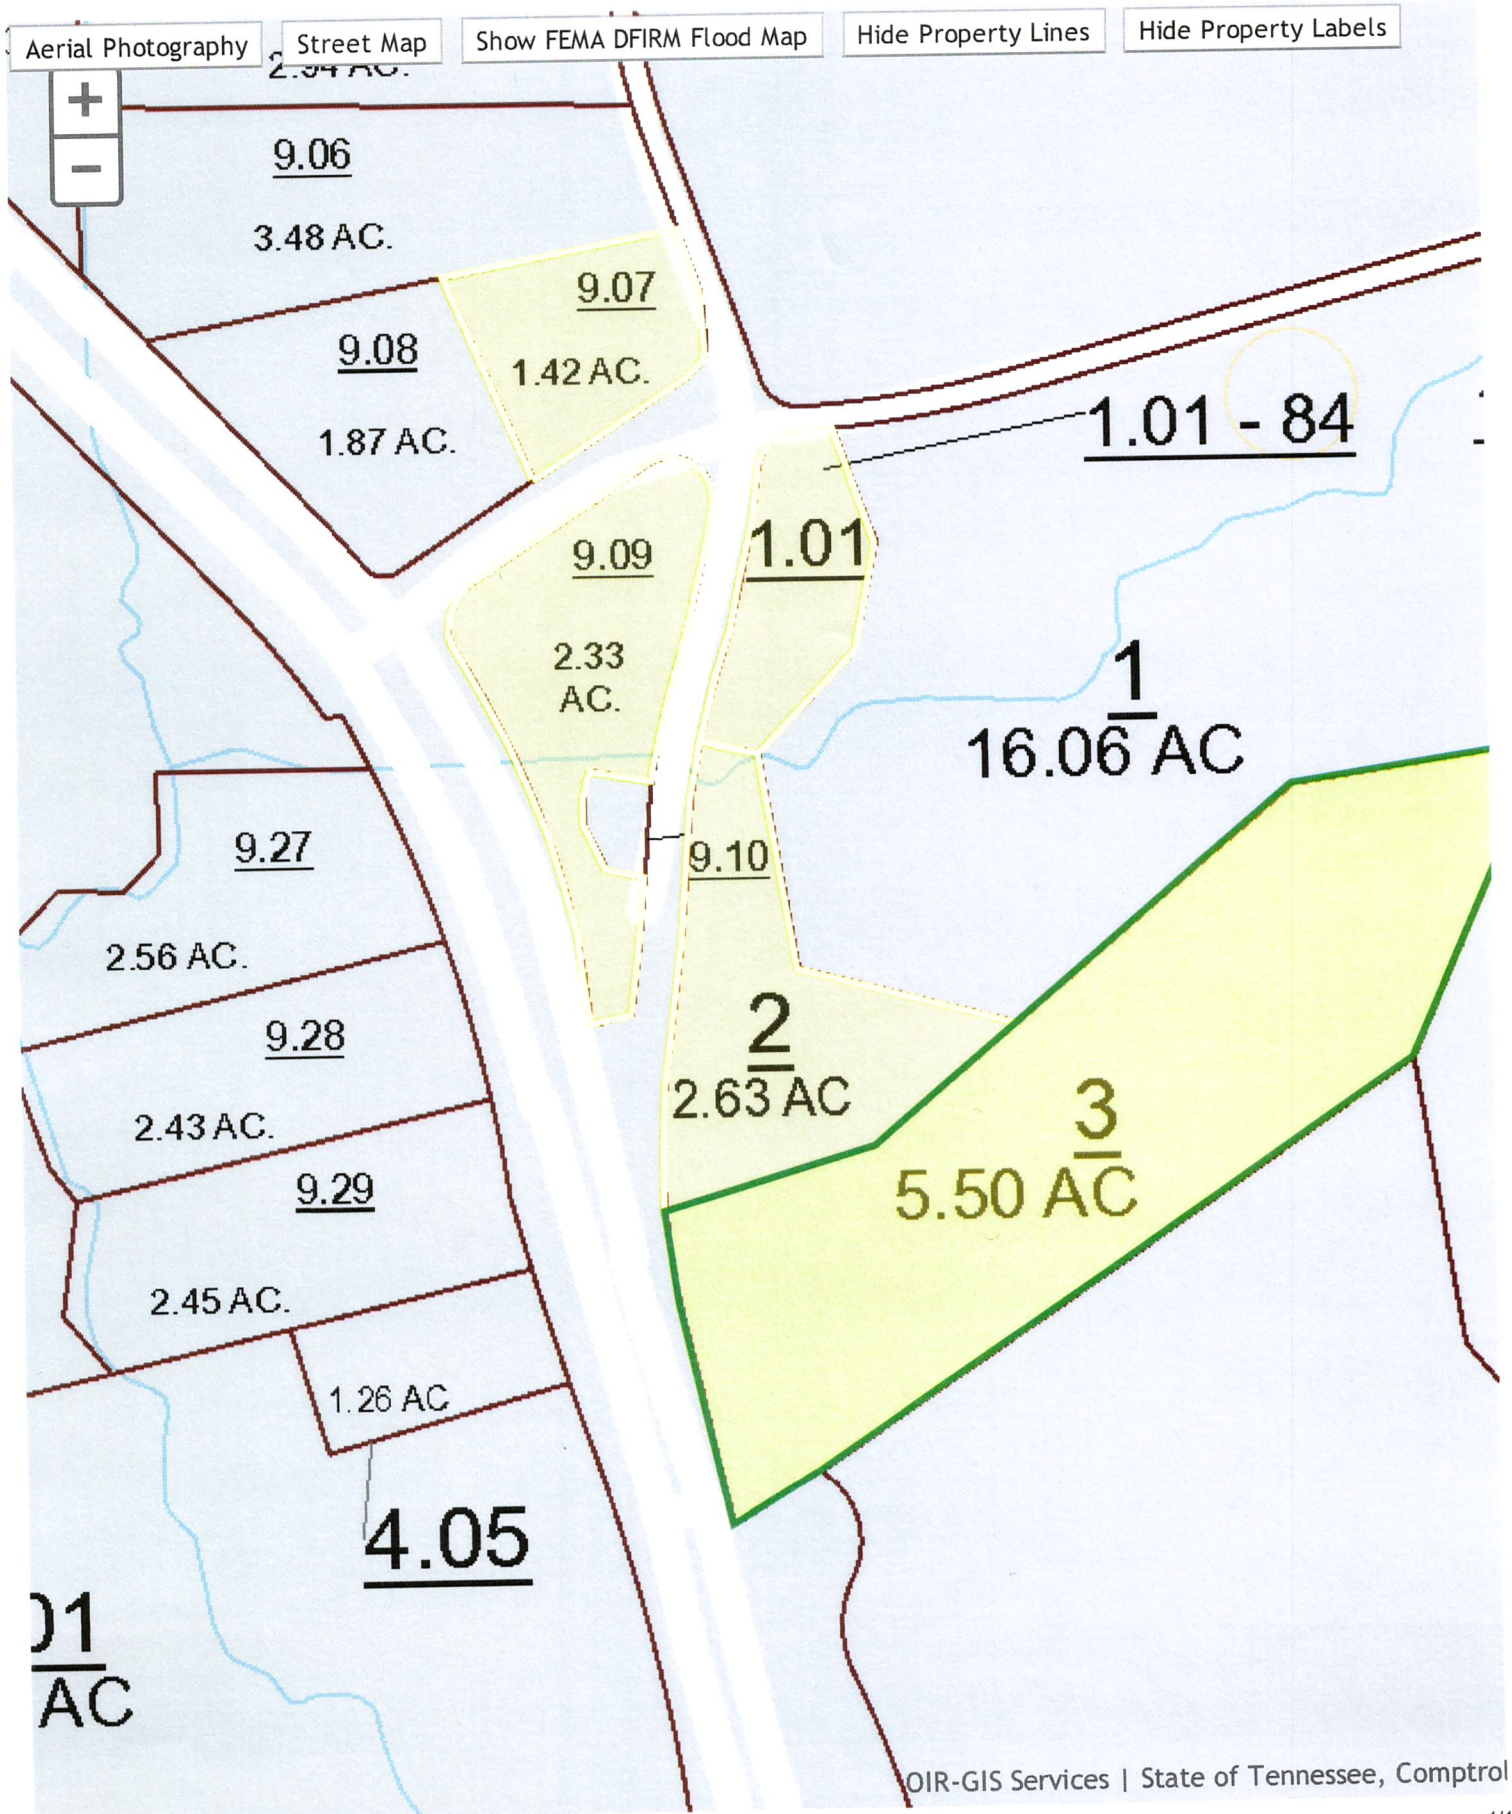 Aerial Photography
Street Map
Show FEMA DFIRM Flood Map
Hide Property Lines
Hide Property Labels
+
−
9.06
3.48 AC.
9.07
1.42 AC.
9.08
1.87 AC.
1.01 - 84
9.09
2.33
AC.
1.01
1
16.06 AC
9.27
2.56 AC.
9.10
9.28
2.43 AC.
2
2.63 AC
3
5.50 AC
9.29
2.45 AC.
1.26 AC
4.05
01
AC
OIR-GIS Services | State of Tennessee, Comptrol